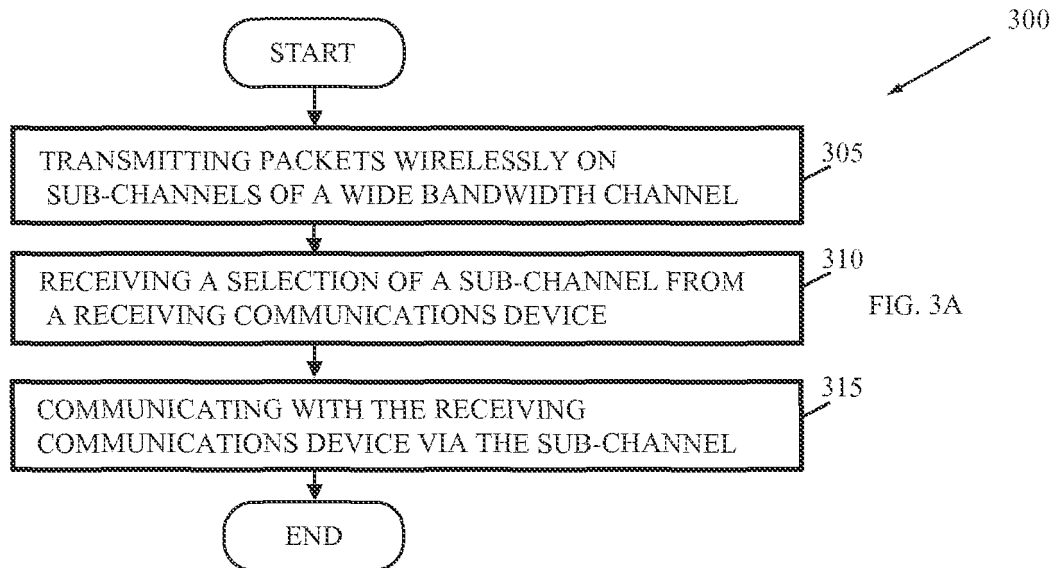 300
START
TRANSMITTING PACKETS WIRELESSLY ON
SUB-CHANNELS OF A WIDE BANDWIDTH CHANNEL
305
RECEIVING A SELECTION OF A SUB-CHANNEL FROM
A RECEIVING COMMUNICATIONS DEVICE
310
FIG. 3A
COMMUNICATING WITH THE RECEIVING
COMMUNICATIONS DEVICE VIA THE SUB-CHANNEL
315
END